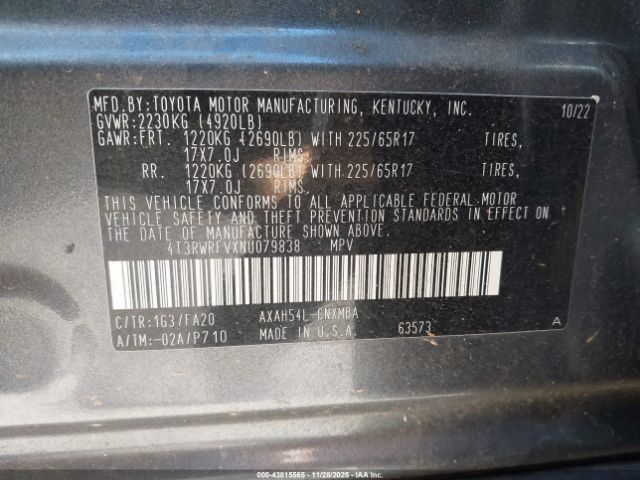 MFD.BY:TOYOTA MOTOR MANUFACTURING, KENTUCKY, INC. 10/22
GVWR:2230KG (4920LB)
GAWR:FRT. 1220KG (2690LB) WITH 225/65R17 TIRES,
17X7.0J RIMS.
RR. 1220KG (2690LB) WITH 225/65R17 TIRES,
17X7.0J RIMS.
THIS VEHICLE CONFORMS TO ALL APPLICABLE FEDERAL MOTOR
VEHICLE SAFETY AND THEFT PREVENTION STANDARDS IN EFFECT ON
THE DATE OF MANUFACTURE SHOWN ABOVE.
4T3RWRFVXNU079838 MPV
C/TR:1G3/FA20 AXAH54L-CNXMBA
A/TM:-02A/P710 MADE IN U.S.A. 63573 A
000-43815565 - 11/28/2025 - IAAI.COM